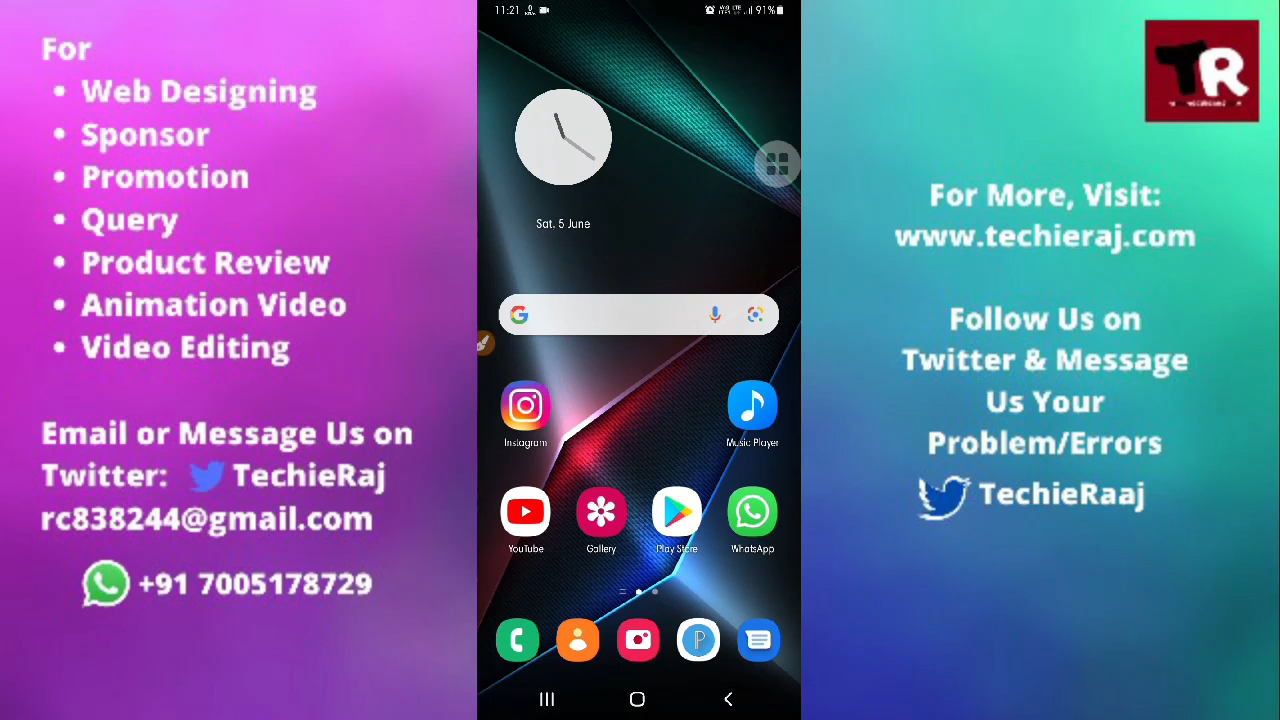 For
• Web Designing
• Sponsor
• Promotion
• Query
• Product Review
• Animation Video
• Video Editing
Email or Message Us on
Twitter: TechieRaj
rc838244@gmail.com
+91 7005178729
11:21
91%
Sat, 5 June
Instagram
Music Player
YouTube
Gallery
Play Store
WhatsApp
TR
For More, Visit:
www.techieraj.com
Follow Us on
Twitter & Message
Us Your
Problem/Errors
TechieRaaj